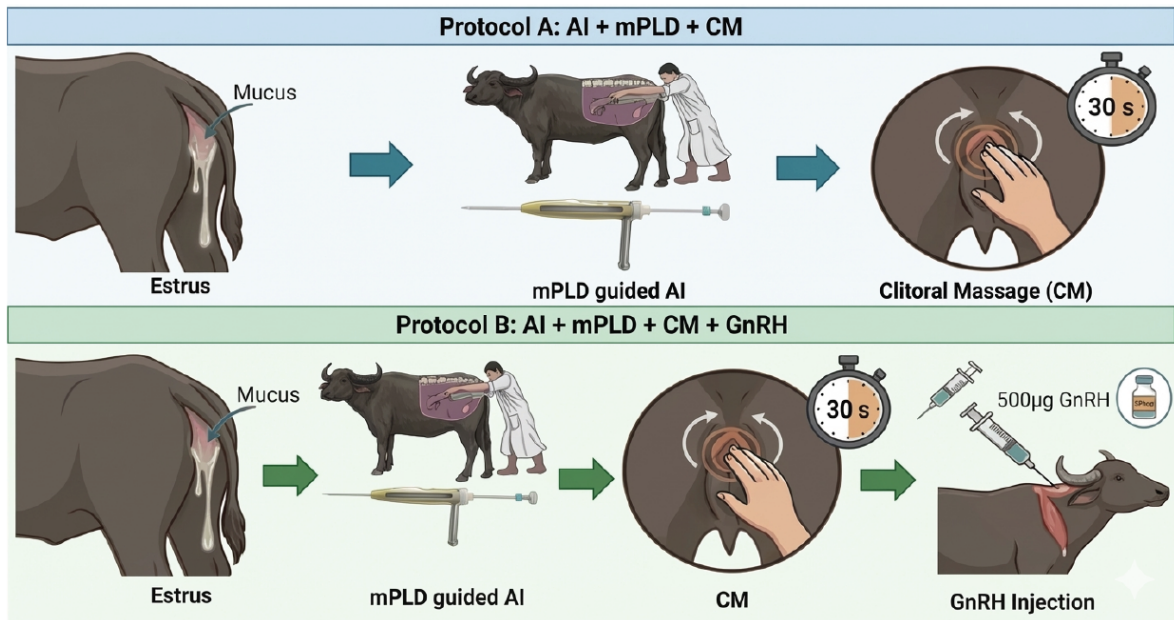 Protocol A: AI + mPLD + CM
Mucus
30 s
Estrus
mPLD guided AI
Clitoral Massage (CM)
Protocol B: AI + mPLD + CM + GnRH
Mucus
30 s
500µg GnRH
Estrus
mPLD guided AI
CM
GnRH Injection